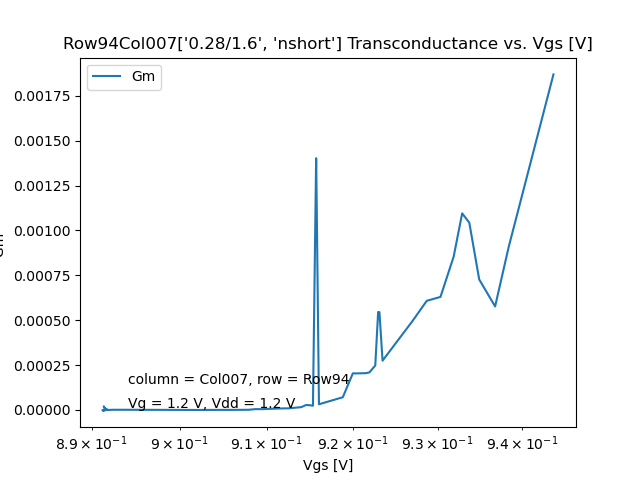 Row94Col007['0.28/1.6', 'nshort'] Transconductance vs. Vgs [V]
Gm
0.00175
0.00150
0.00125
0.00100
0.00075
0.00050
0.00025
0.00000
Gm
column = Col007, row = Row94
Vg = 1.2 V, Vdd = 1.2 V
8.9 × 10⁻¹ 9 × 10⁻¹ 9.1 × 10⁻¹ 9.2 × 10⁻¹ 9.3 × 10⁻¹ 9.4 × 10⁻¹
Vgs [V]